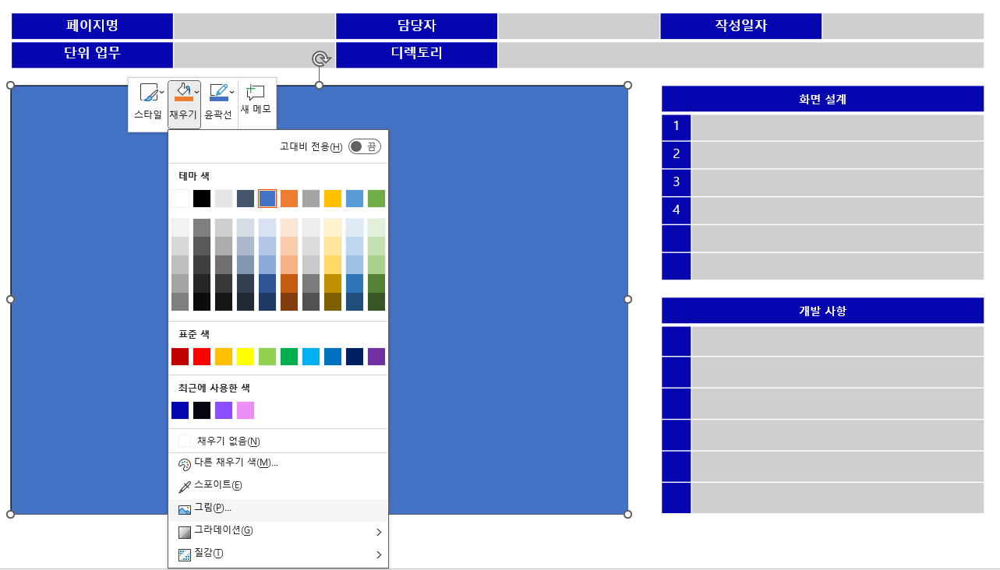 페이지명 담당자 작성일자
단위 업무 디렉토리
스타일 채우기 윤곽선 새 메모
고대비 전용(H) 끔
테마 색
표준 색
최근에 사용한 색
채우기 없음(N)
다른 채우기 색(M)...
스포이트(E)
그림(P)...
그라데이션(G)
질감(T)
화면 설계
1
2
3
4
개발 사항